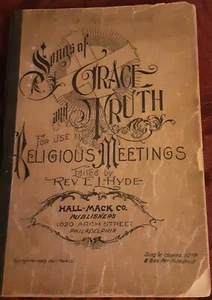 Songs of
GRACE
and TRUTH
FOR USE IN
RELIGIOUS MEETINGS
Edited by
REV. E. I. HYDE
HALL-MACK CO.
PUBLISHERS
1020 ARCH STREET
PHILADELPHIA